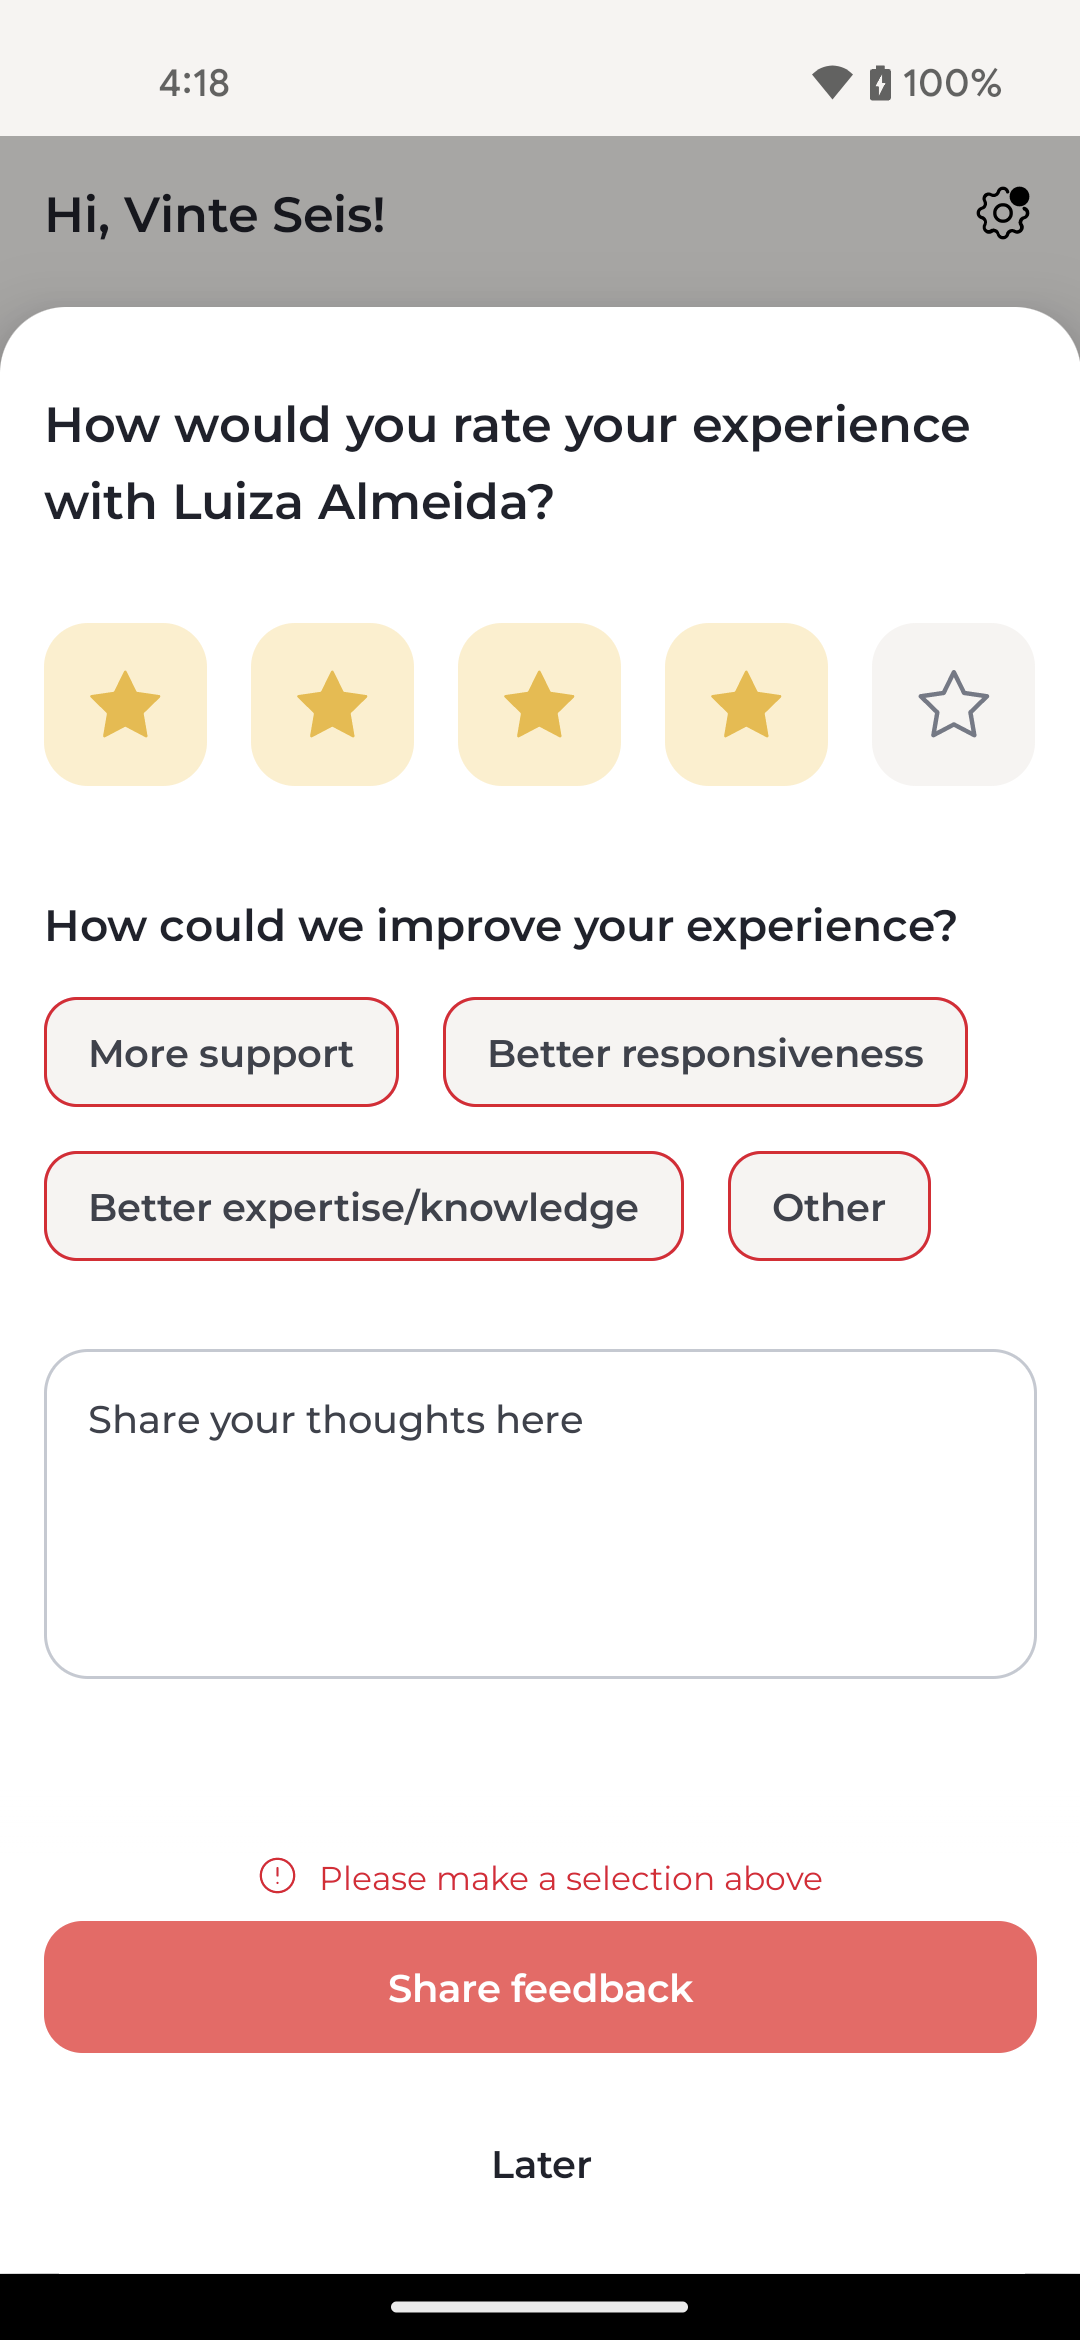 4:18
100%
Hi, Vinte Seis!
How would you rate your experience
with Luiza Almeida?
How could we improve your experience?
More support
Better responsiveness
Better expertise/knowledge
Other
Share your thoughts here
Please make a selection above
Share feedback
Later